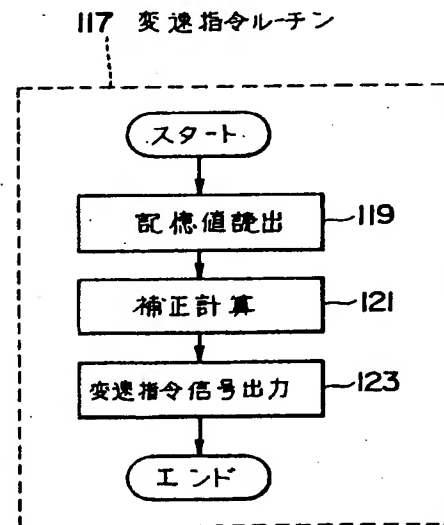 117 変速指令ルーチン
スタート
記憶値読出 119
補正計算 121
変速指令信号出力 123
エンド